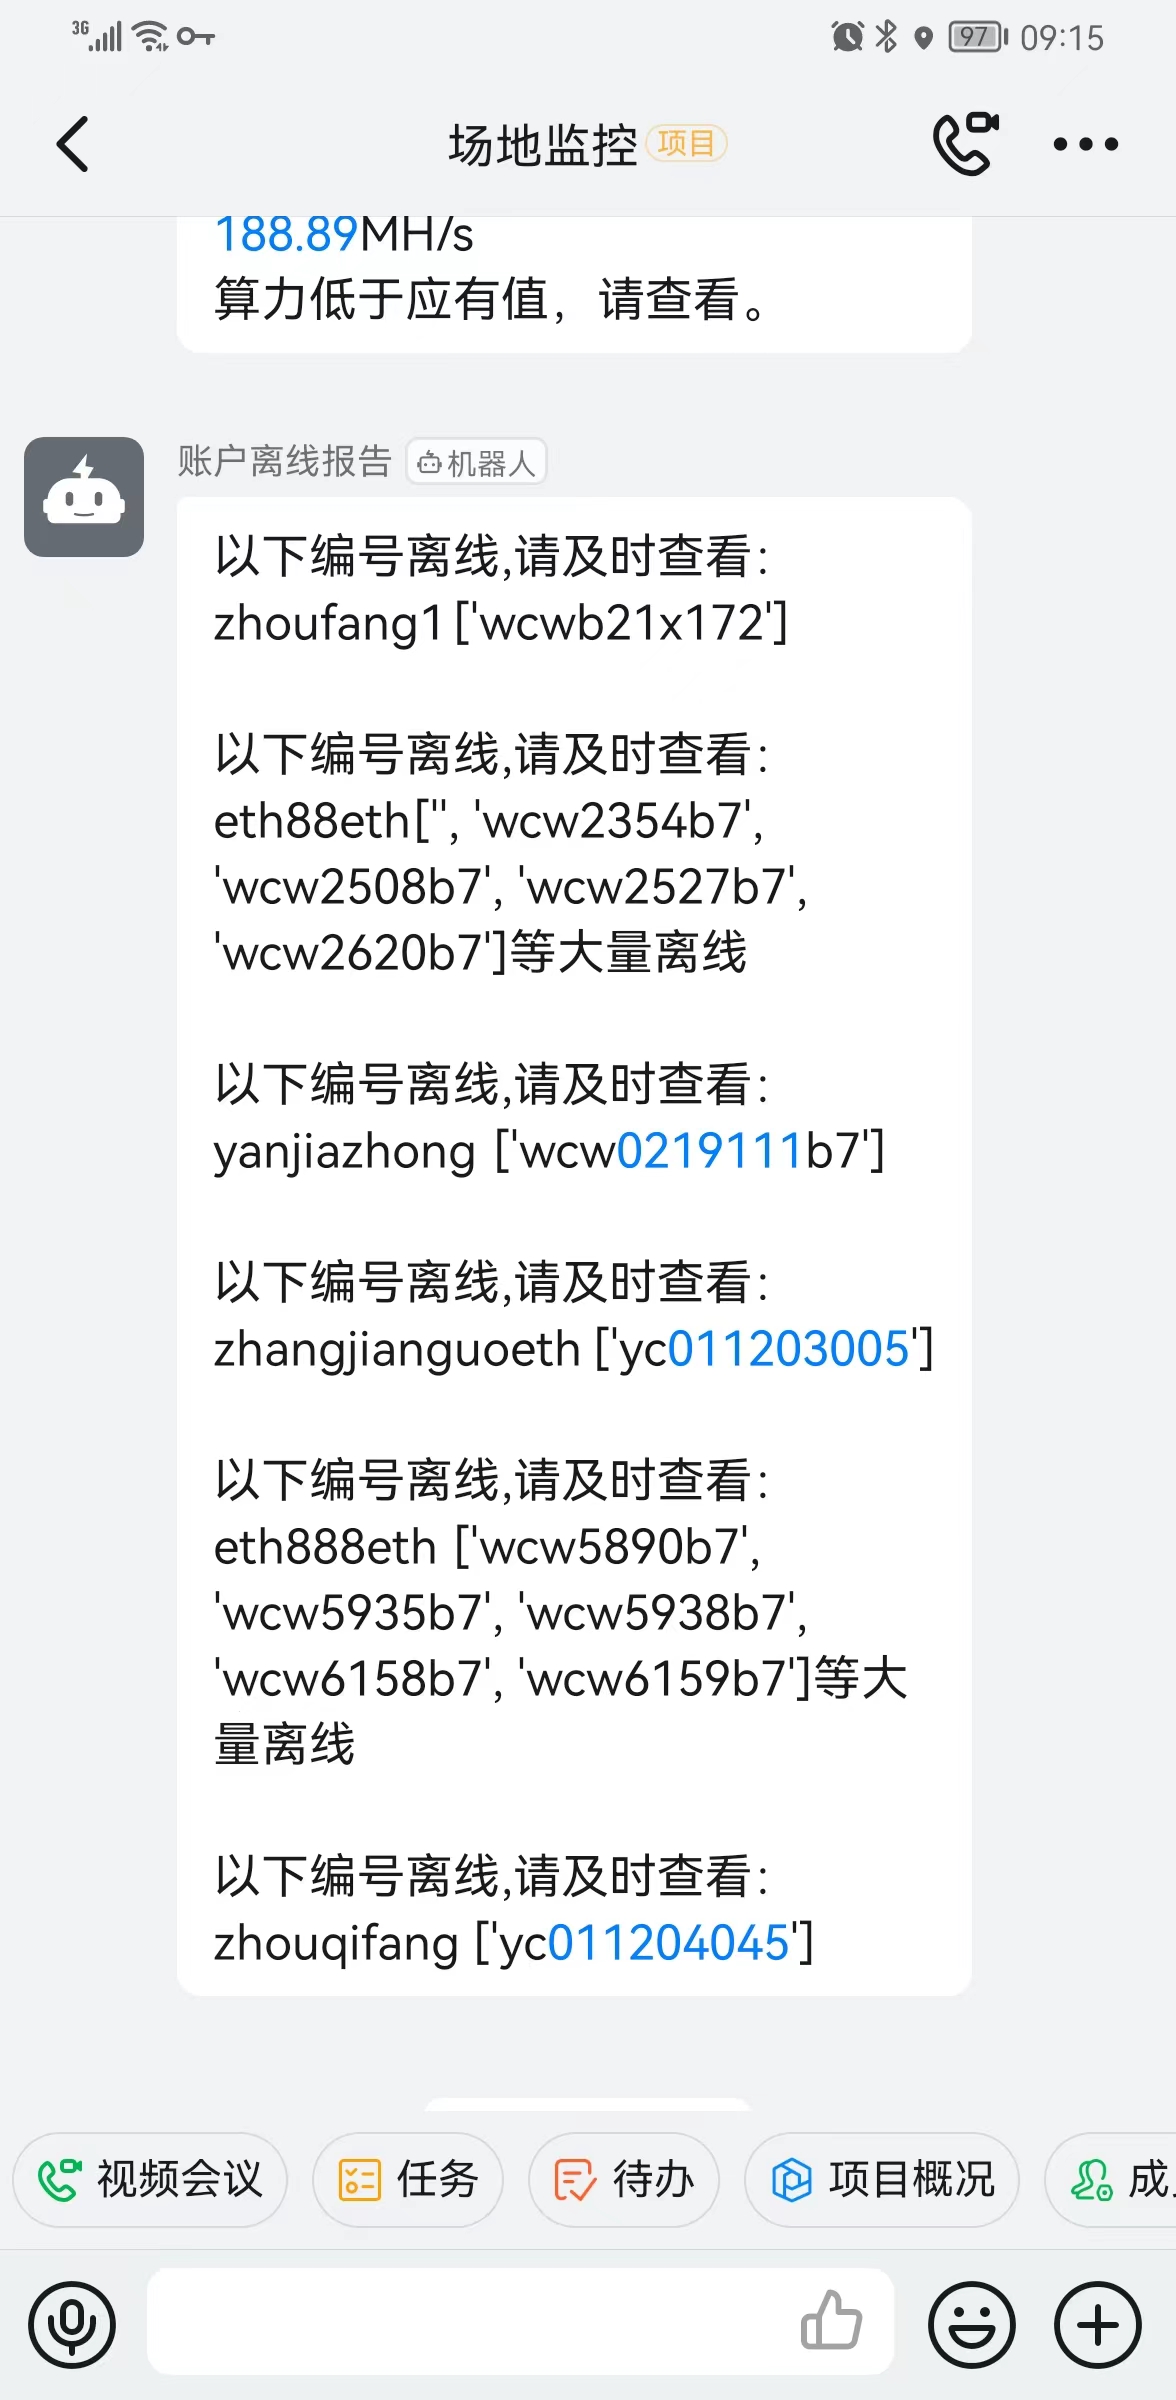 3G
97
09:15
场地监控 项目
188.89MH/s
算力低于应有值，请查看。
账户离线报告 机器人
以下编号离线,请及时查看:
zhoufang1 ['wcwb21x172']
以下编号离线,请及时查看:
eth88eth['', 'wcw2354b7',
'wcw2508b7', 'wcw2527b7',
'wcw2620b7']等大量离线
以下编号离线,请及时查看:
yanjiazhong ['wcw0219111b7']
以下编号离线,请及时查看:
zhangjianguoeth ['yc011203005']
以下编号离线,请及时查看:
eth888eth ['wcw5890b7',
'wcw5935b7', 'wcw5938b7',
'wcw6158b7', 'wcw6159b7']等大
量离线
以下编号离线,请及时查看:
zhouqifang ['yc011204045']
视频会议 任务 待办 项目概况 成